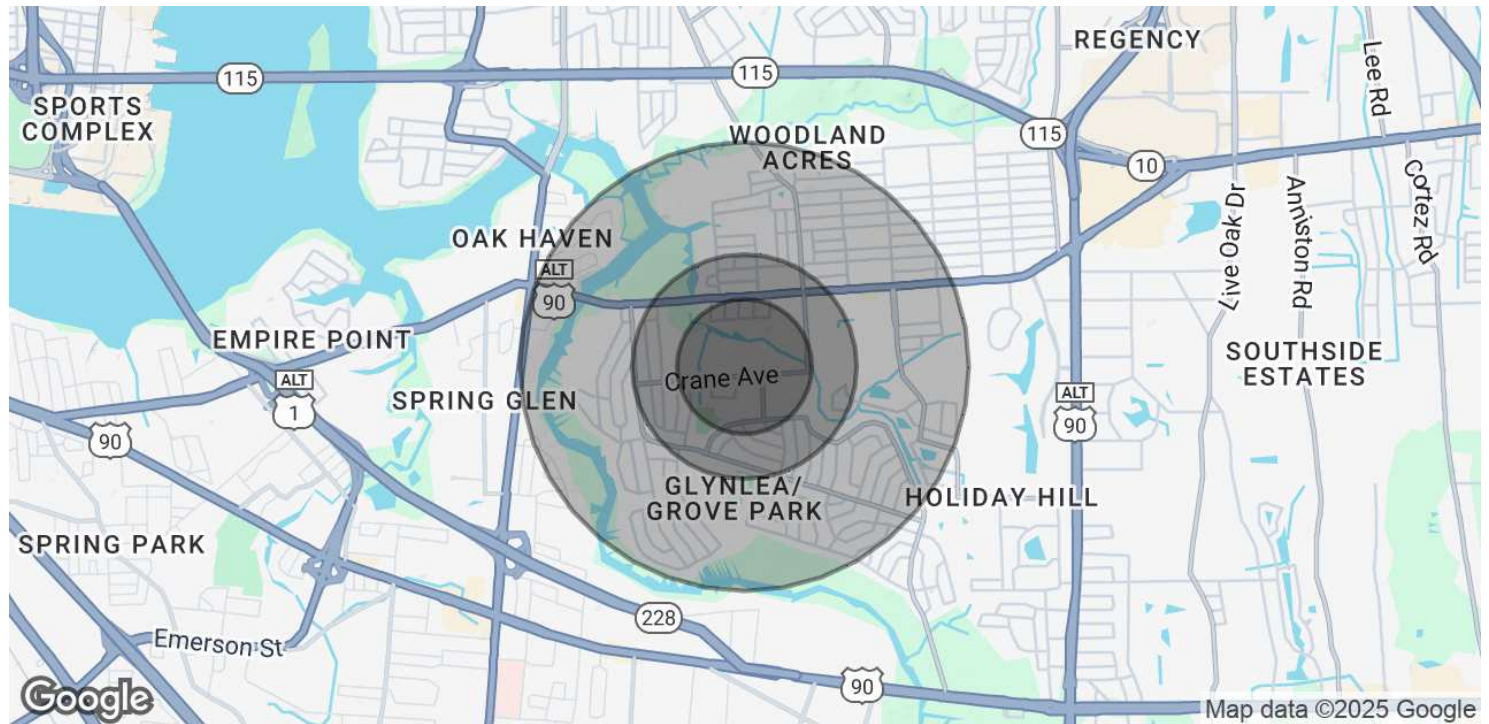 REGENCY
115
115
SPORTS
COMPLEX
Lee Rd
WOODLAND
ACRES
115
10
Cortez Rd
Live Oak Dr
Anniston Rd
OAK HAVEN
ALT
90
EMPIRE POINT
SOUTHSIDE
ESTATES
Crane Ave
ALT
1
SPRING GLEN
ALT
90
90
GLYNLEA/
GROVE PARK
HOLIDAY HILL
SPRING PARK
228
Emerson St
90
Google
Map data ©2025 Google